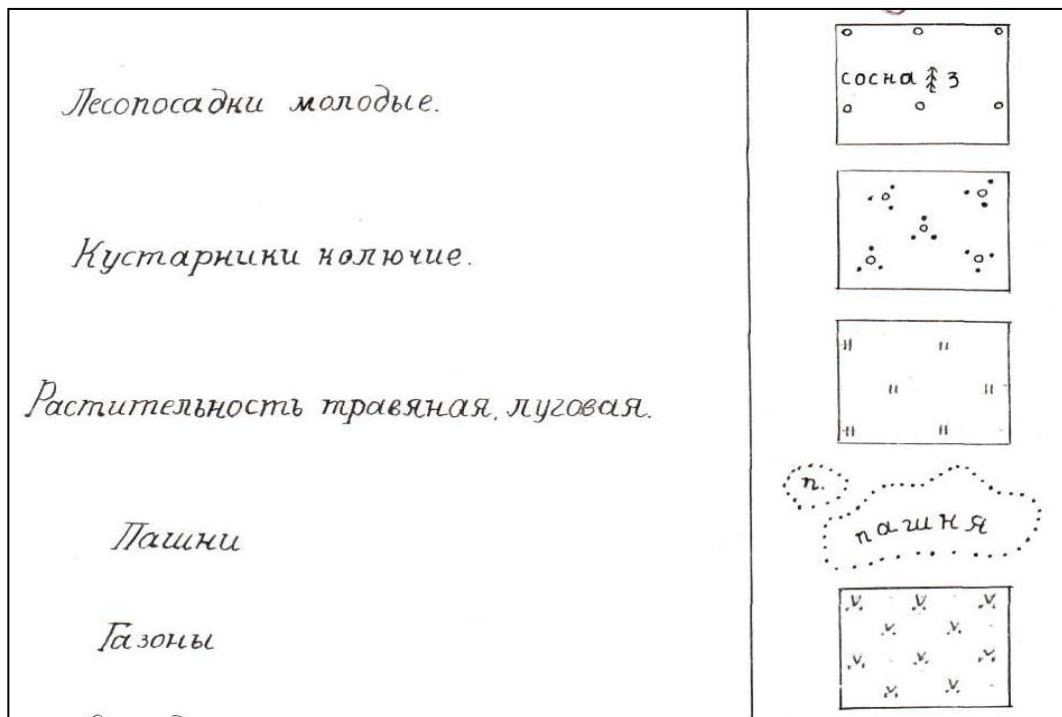 Лесопосадки молодые.
сосна 3
Кустарники колючие.
Растительность травяная, луговая.
Пашни
п.
пашня
Газоны